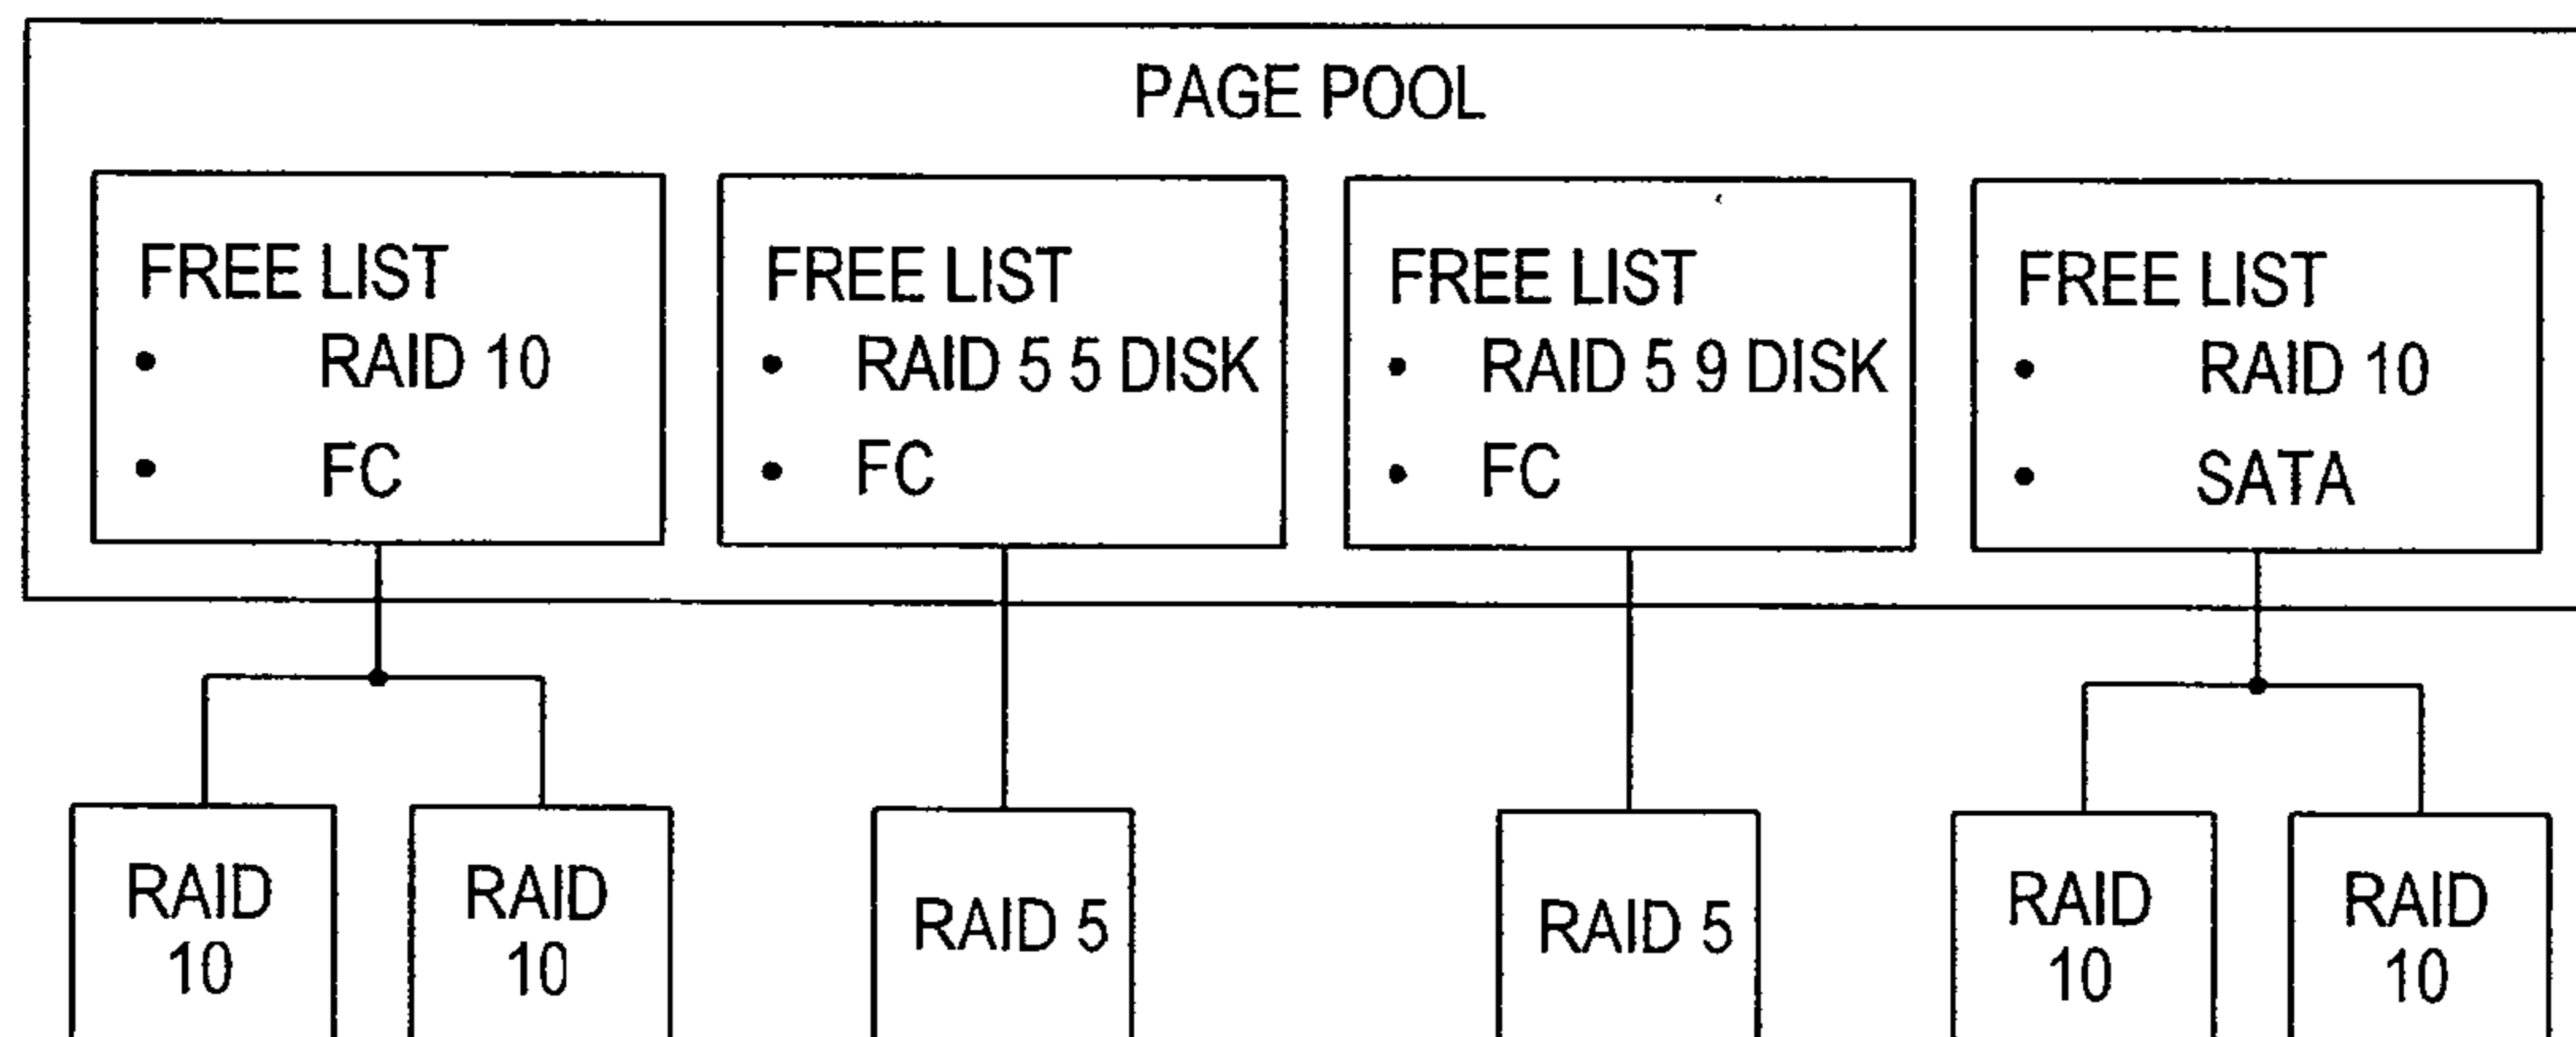 PAGE POOL
FREE LIST
• RAID 10
• FC
FREE LIST
• RAID 5 5 DISK
• FC
FREE LIST
• RAID 5 9 DISK
• FC
FREE LIST
• RAID 10
• SATA
RAID
10
RAID
10
RAID 5
RAID 5
RAID
10
RAID
10